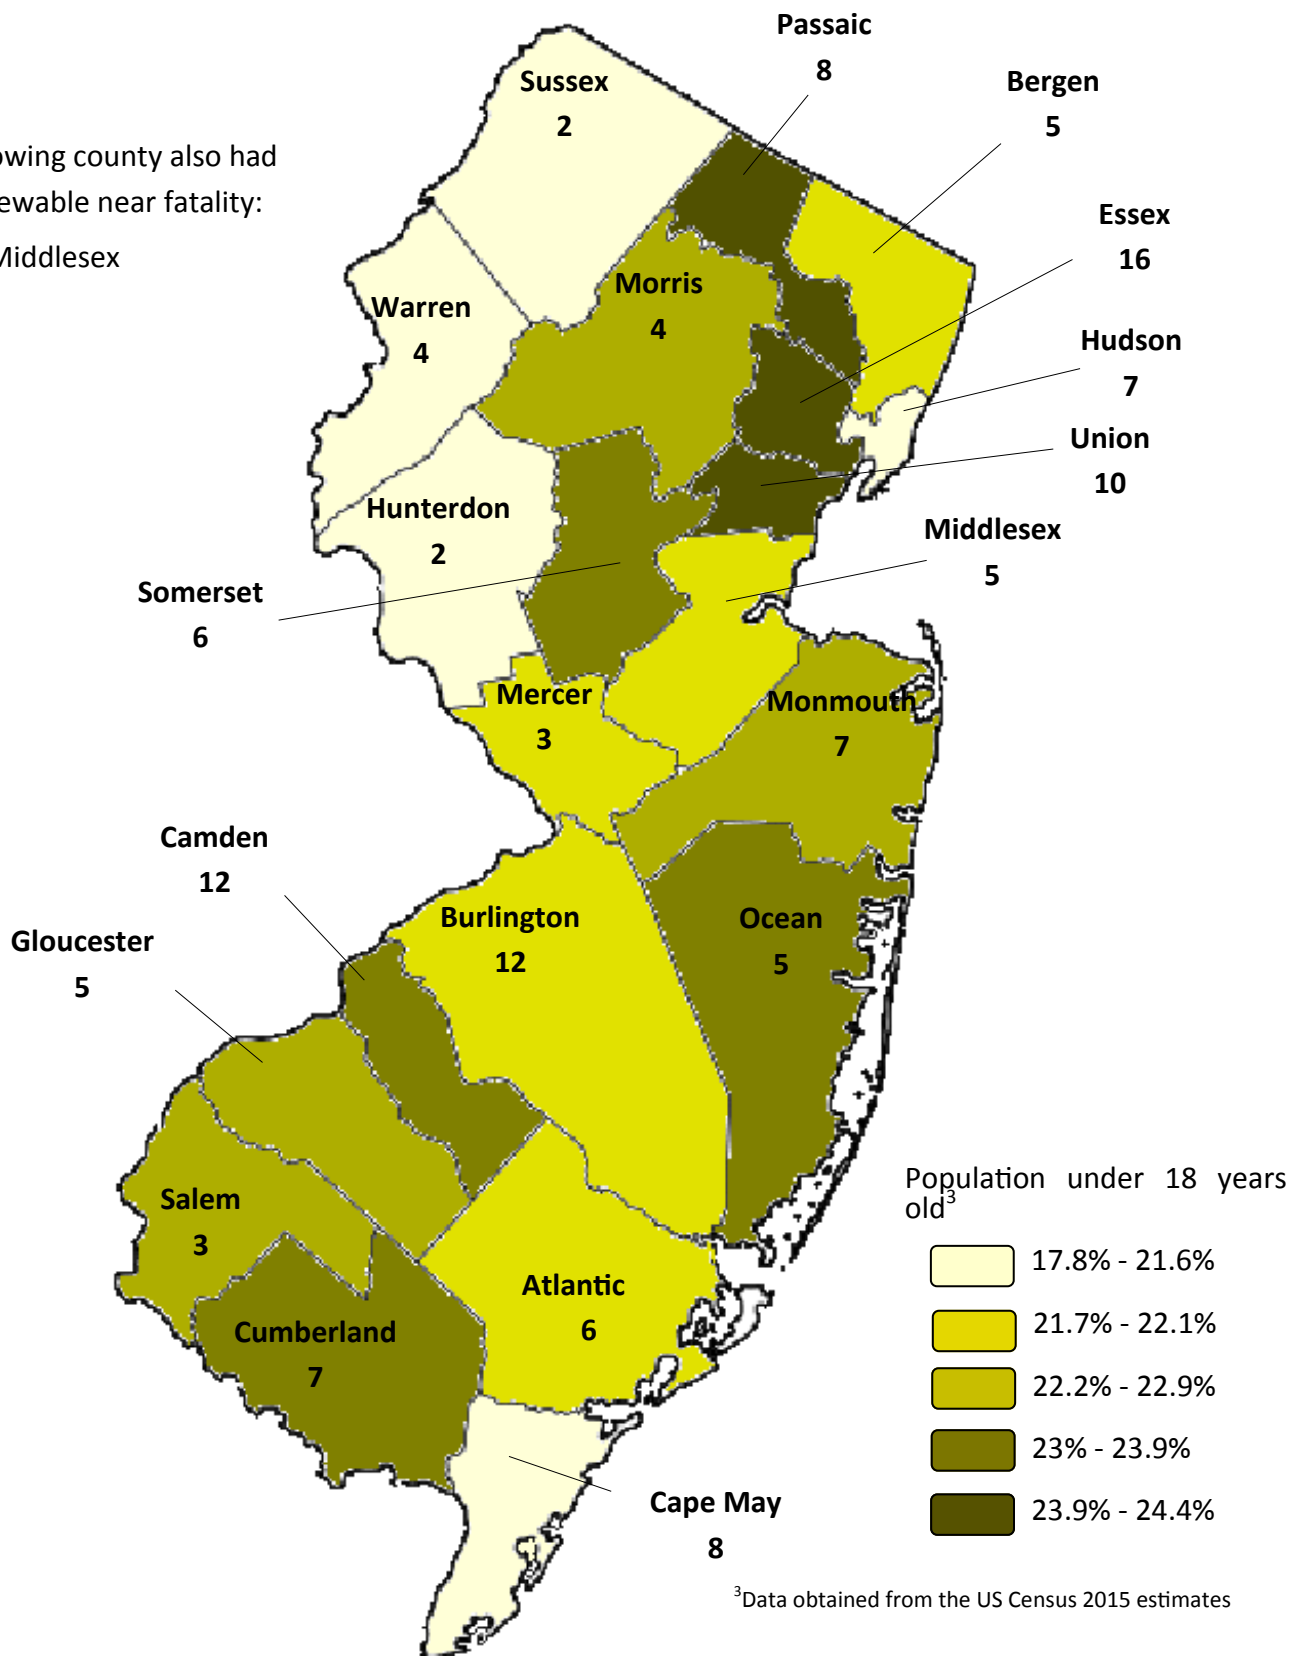 Passaic
8
Sussex
2
Bergen
5
owing county also had
ewable near fatality:
Middlesex
Essex
16
Morris
4
Warren
4
Hudson
7
Union
10
Hunterdon
2
Middlesex
5
Somerset
6
Mercer
3
Monmouth
7
Camden
12
Burlington
12
Ocean
5
Gloucester
5
Salem
3
Atlantic
6
Cumberland
7
Cape May
8
Population under 18 years
old³
17.8% - 21.6%
21.7% - 22.1%
22.2% - 22.9%
23% - 23.9%
23.9% - 24.4%
³Data obtained from the US Census 2015 estimates